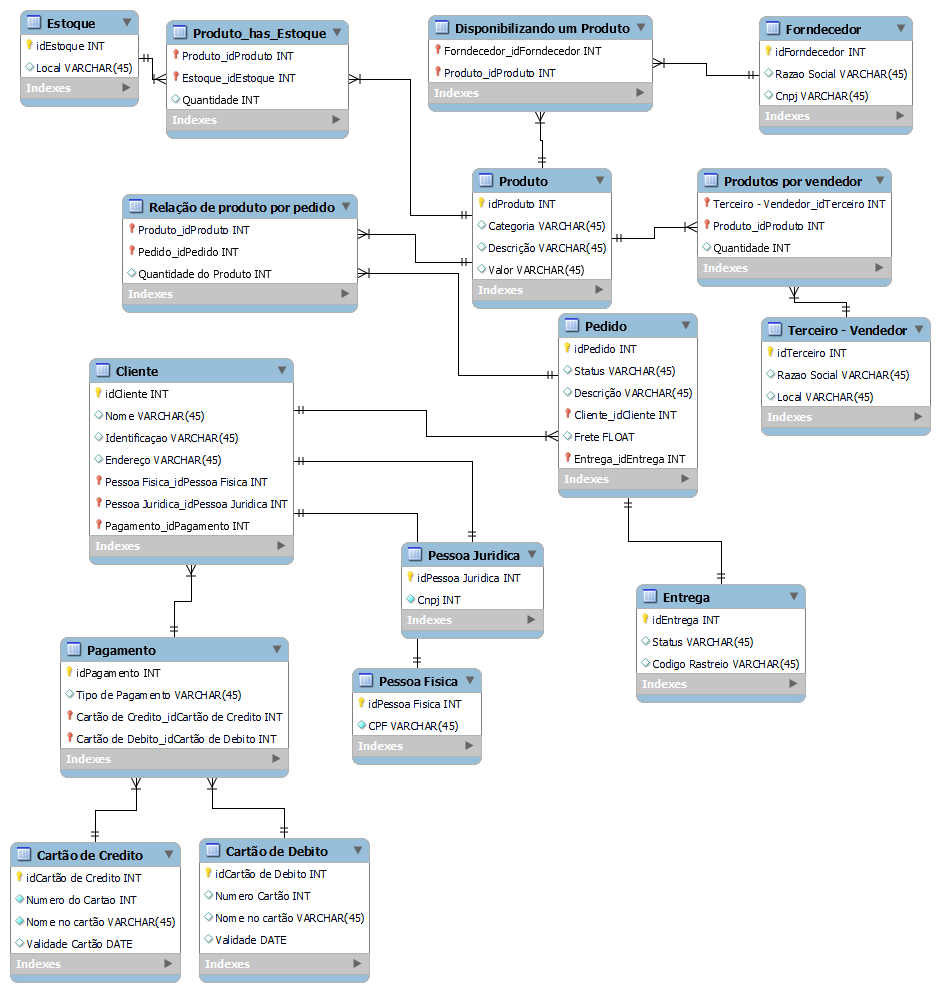 Estoque
idEstoque INT
Local VARCHAR(45)
Indexes
Produto_has_Estoque
Produto_idProduto INT
Estoque_idEstoque INT
Quantidade INT
Indexes
Disponibilizando um Produto
Forndecedor_idForndecedor INT
Produto_idProduto INT
Indexes
Forndecedor
idForndecedor INT
Razao Social VARCHAR(45)
Cnpj VARCHAR(45)
Indexes
Relação de produto por pedido
Produto_idProduto INT
Pedido_idPedido INT
Quantidade do Produto INT
Indexes
Produto
idProduto INT
Categoria VARCHAR(45)
Descrição VARCHAR(45)
Valor VARCHAR(45)
Indexes
Produtos por vendedor
Terceiro - Vendedor_idTerceiro INT
Produto_idProduto INT
Quantidade INT
Indexes
Terceiro - Vendedor
idTerceiro INT
Razao Social VARCHAR(45)
Local VARCHAR(45)
Indexes
Pedido
idPedido INT
Status VARCHAR(45)
Descrição VARCHAR(45)
Cliente_idCliente INT
Frete FLOAT
Entrega_idEntrega INT
Indexes
Cliente
idCliente INT
Nome VARCHAR(45)
Identificaçao VARCHAR(45)
Endereço VARCHAR(45)
Pessoa Fisica_idPessoa Fisica INT
Pessoa Juridica_idPessoa Juridica INT
Pagamento_idPagamento INT
Indexes
Pessoa Juridica
idPessoa Juridica INT
Cnpj INT
Indexes
Entrega
idEntrega INT
Status VARCHAR(45)
Codigo Rastreio VARCHAR(45)
Indexes
Pagamento
idPagamento INT
Tipo de Pagamento VARCHAR(45)
Cartão de Credito_idCartão de Credito INT
Cartão de Debito_idCartão de Debito INT
Indexes
Pessoa Fisica
idPessoa Fisica INT
CPF VARCHAR(45)
Indexes
Cartão de Credito
idCartão de Credito INT
Numero do Cartao INT
Nome no cartão VARCHAR(45)
Validade Cartão DATE
Indexes
Cartão de Debito
idCartão de Debito INT
Numero Cartão INT
Nome no cartão VARCHAR(45)
Validade DATE
Indexes